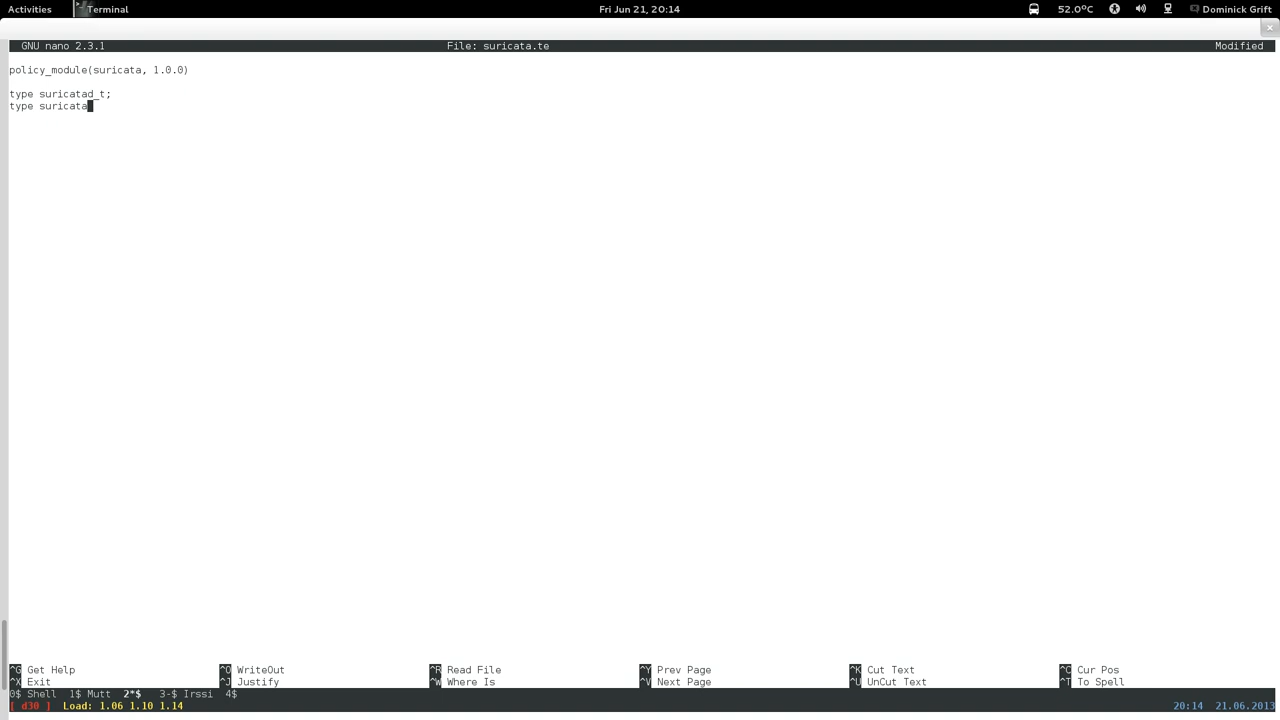 Activities Terminal Fri Jun 21, 20:14 52.0°C Dominick Grift
GNU nano 2.3.1 File: suricata.te Modified
policy_module(suricata, 1.0.0)
type suricatad_t;
type suricata
^G Get Help ^O WriteOut ^R Read File ^Y Prev Page ^K Cut Text ^C Cur Pos
^X Exit ^J Justify ^W Where Is ^V Next Page ^U UnCut Text ^T To Spell
0$ Shell 1$ Mutt 2*$ 3-$ Irssi 4$
[ d30 ] Load: 1.06 1.10 1.14 20:14 21.06.2013